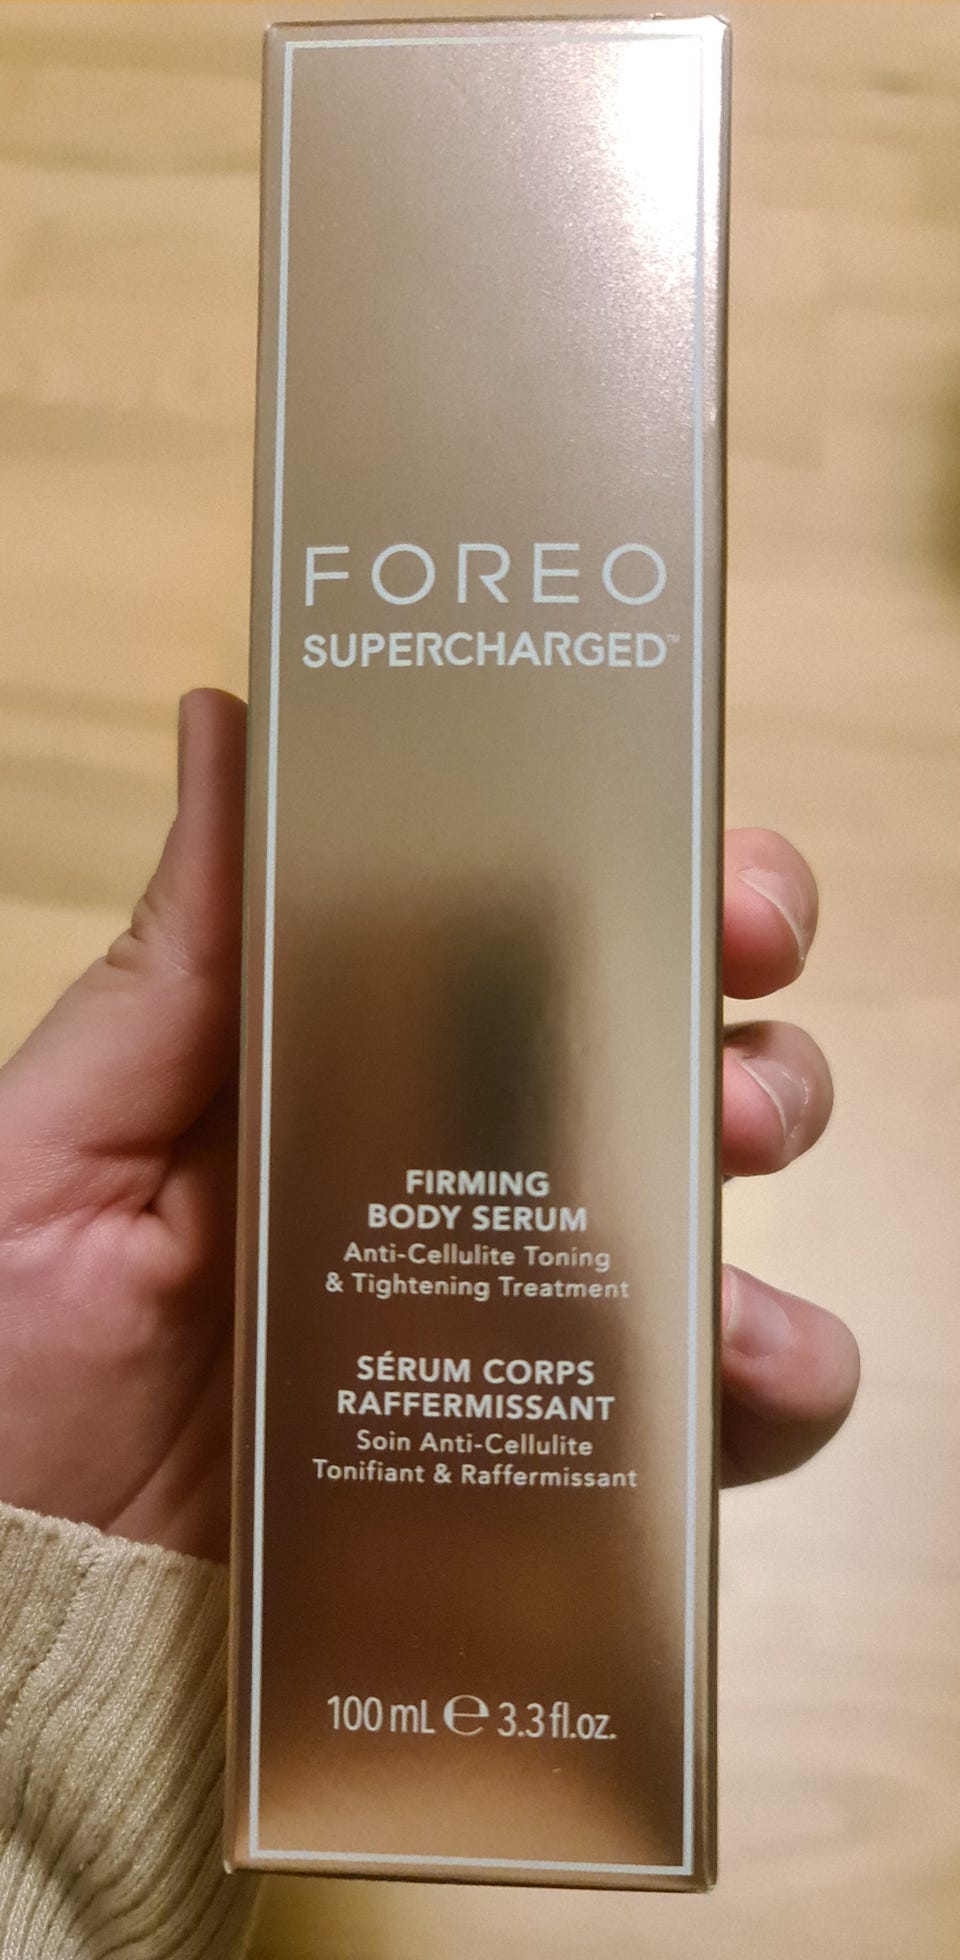 FOREO
SUPERCHARGED™
FIRMING
BODY SERUM
Anti-Cellulite Toning
& Tightening Treatment
SÉRUM CORPS
RAFFERMISSANT
Soin Anti-Cellulite
Tonifiant & Raffermissant
100 mL ℮ 3.3 fl.oz.